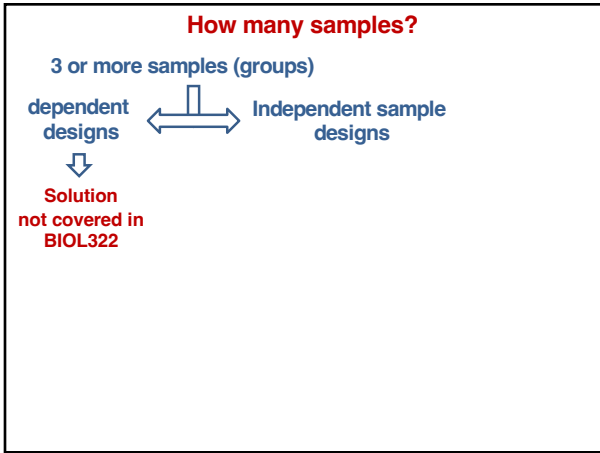 How many samples?
3 or more samples (groups)
dependent
designs
Independent sample
designs
Solution
not covered in
BIOL322